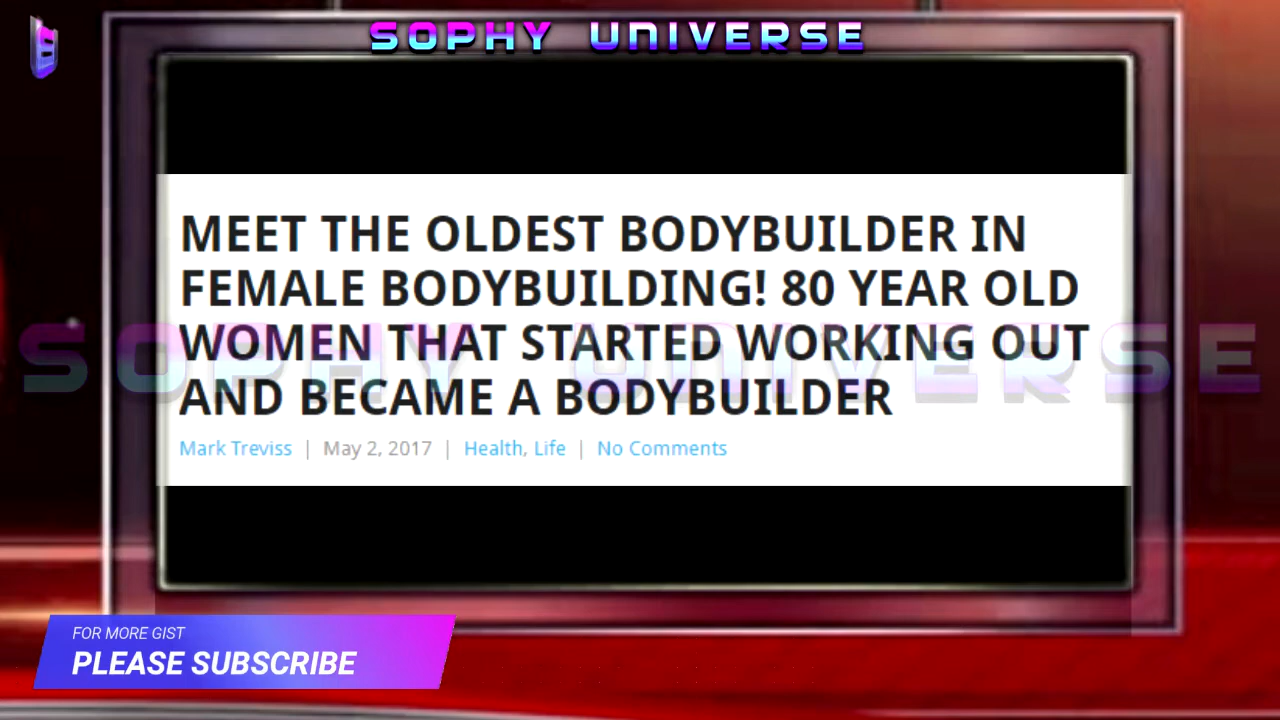 SOPHY UNIVERSE
MEET THE OLDEST BODYBUILDER IN
FEMALE BODYBUILDING! 80 YEAR OLD
WOMEN THAT STARTED WORKING OUT
AND BECAME A BODYBUILDER
SOPHY UNIVERSE
Mark Treviss | May 2, 2017 | Health, Life | No Comments
FOR MORE GIST
PLEASE SUBSCRIBE